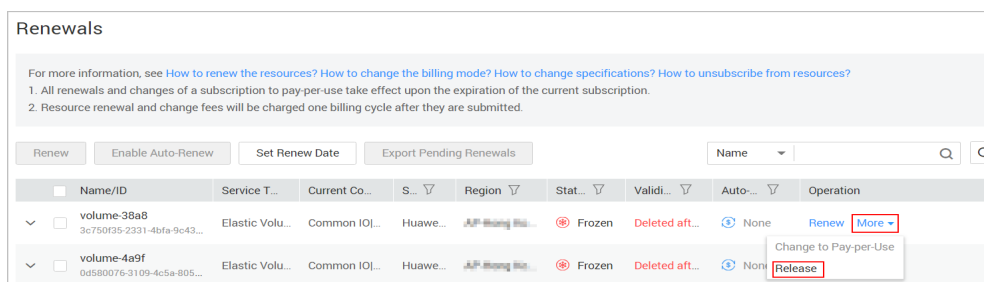 Renewals
For more information, see How to renew the resources? How to change the billing mode? How to change specifications? How to unsubscribe from resources?
1. All renewals and changes of a subscription to pay-per-use take effect upon the expiration of the current subscription.
2. Resource renewal and change fees will be charged one billing cycle after they are submitted.
Renew Enable Auto-Renew Set Renew Date Export Pending Renewals Name
Name/ID Service T... Current Co... S... Region Stat... Validi... Auto-... Operation
volume-38a8
3c750f35-2331-4bfa-9c43...
Elastic Volu... Common IO|... Huawe... Frozen Deleted aft... None Renew More
Change to Pay-per-Use
volume-4a9f
0d580076-3109-4c5a-805...
Elastic Volu... Common IO|... Huawe... Frozen Deleted aft... None
Release